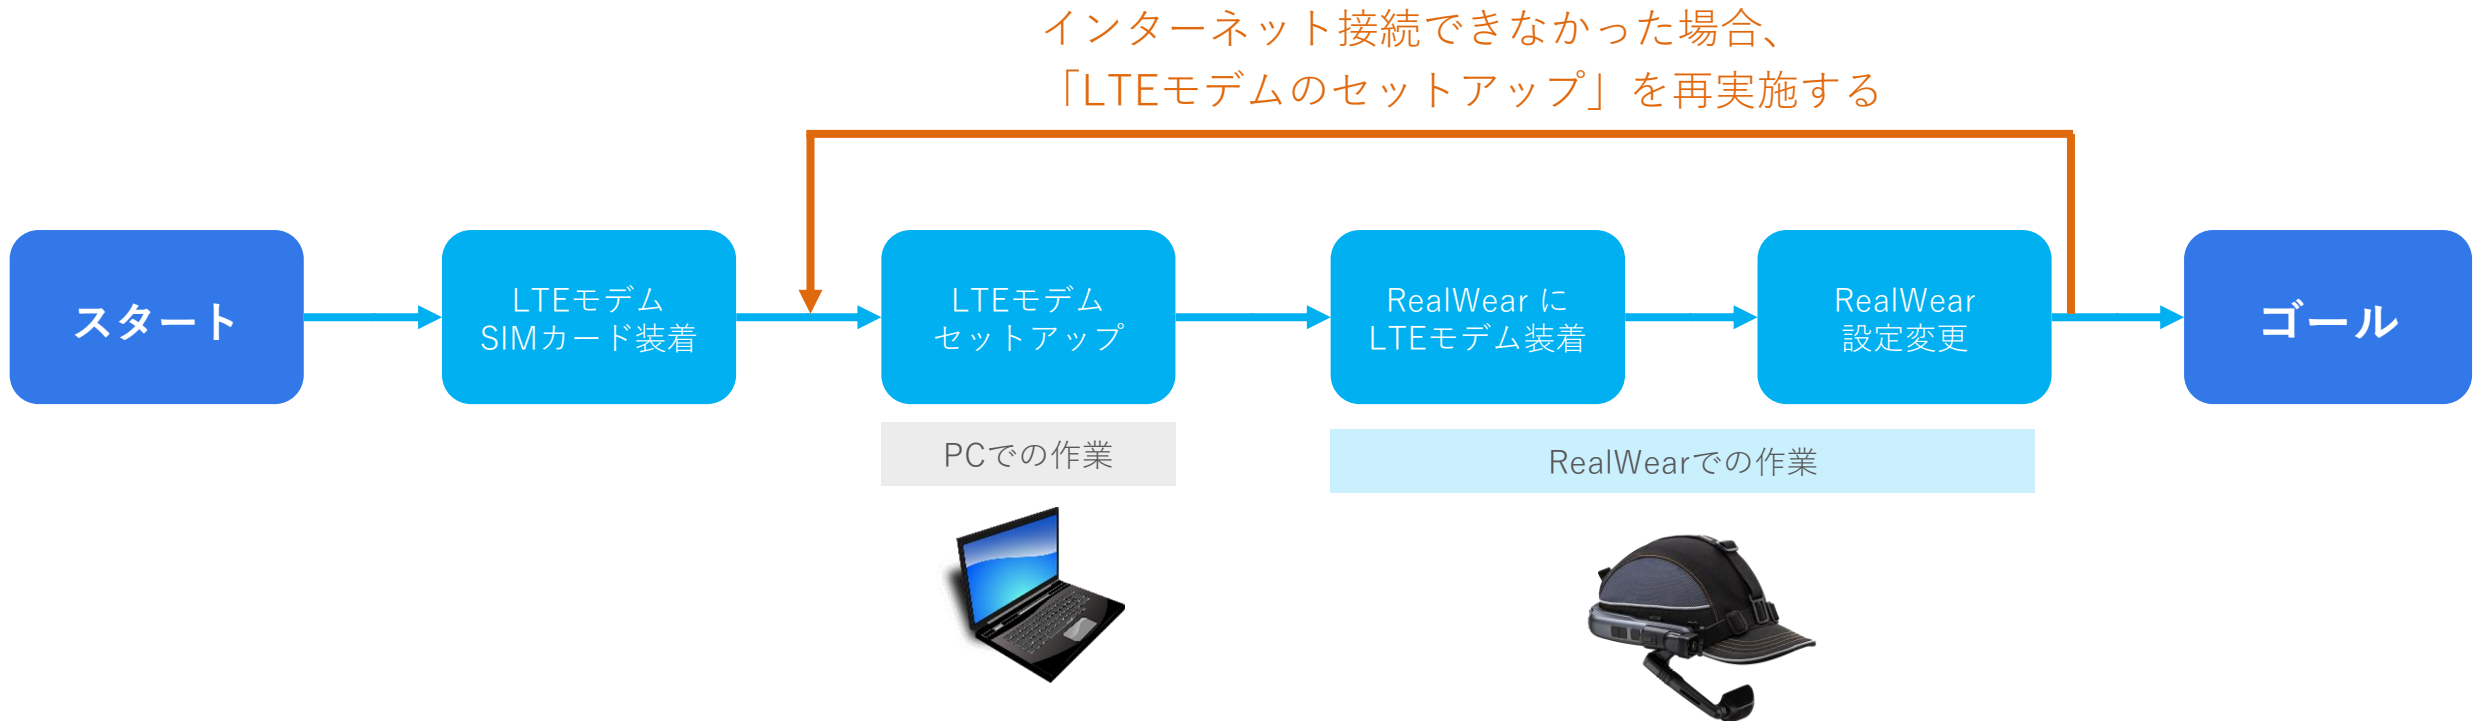 インターネット接続できなかった場合、
「LTEモデムのセットアップ」を再実施する
スタート
LTEモデム
SIMカード装着
LTEモデム
セットアップ
RealWear に
LTEモデム装着
RealWear
設定変更
ゴール
PCでの作業
RealWearでの作業